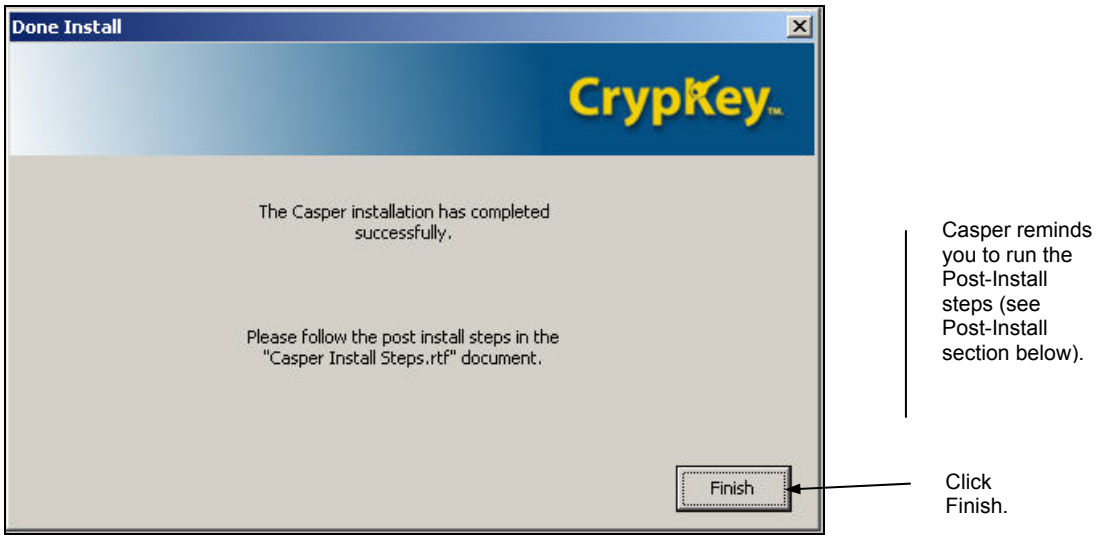 Done Install
CrypKey™
The Casper installation has completed
successfully.
Please follow the post install steps in the
"Casper Install Steps.rtf" document.
Finish
Casper reminds
you to run the
Post-Install
steps (see
Post-Install
section below).
Click
Finish.